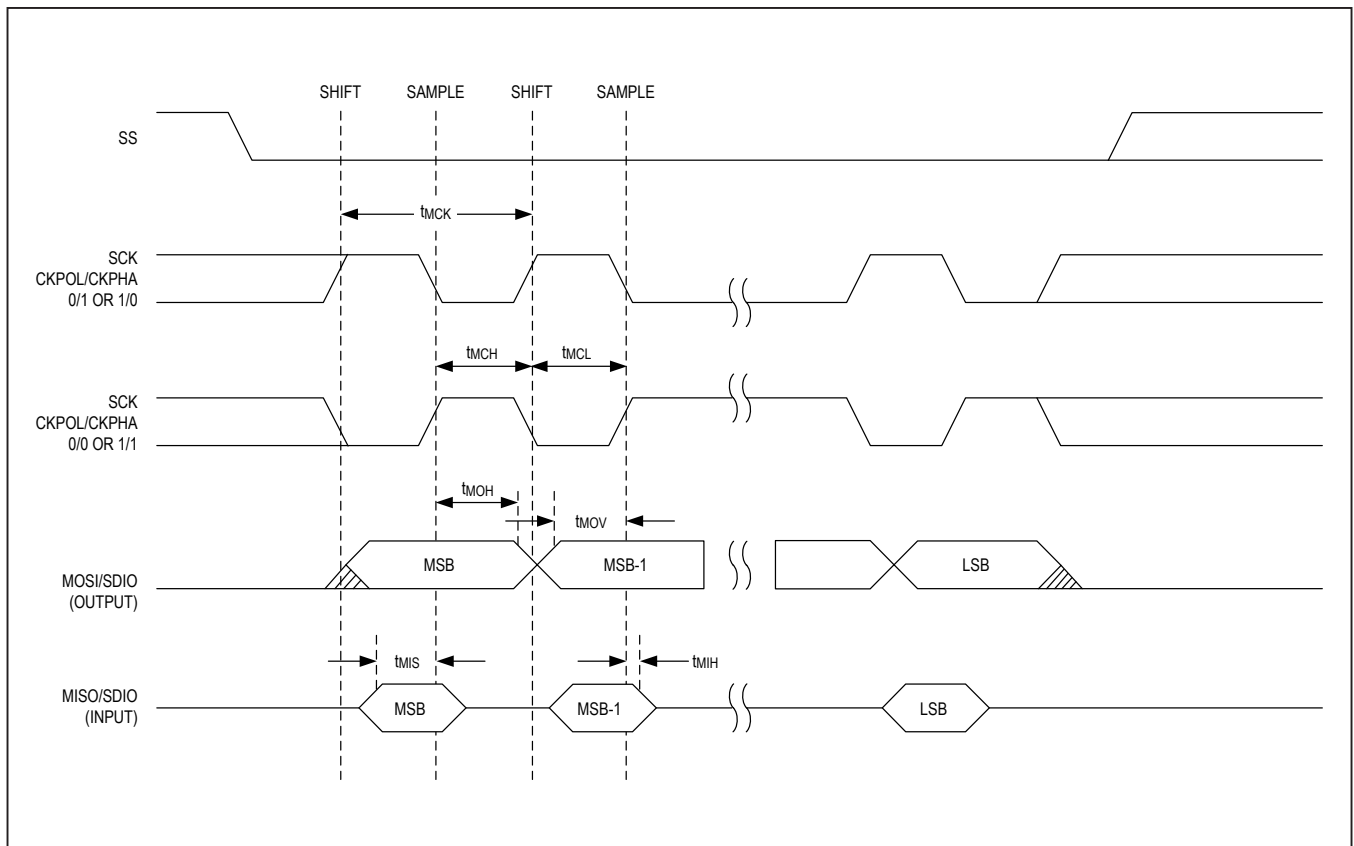 SHIFT SAMPLE SHIFT SAMPLE
SS
tMCK
SCK
CKPOL/CKPHA
0/1 OR 1/0
tMCH tMCL
SCK
CKPOL/CKPHA
0/0 OR 1/1
tMOH
tMOV
MSB MSB-1 LSB
MOSI/SDIO
(OUTPUT)
tMIS tMIH
MISO/SDIO
(INPUT)
MSB MSB-1 LSB